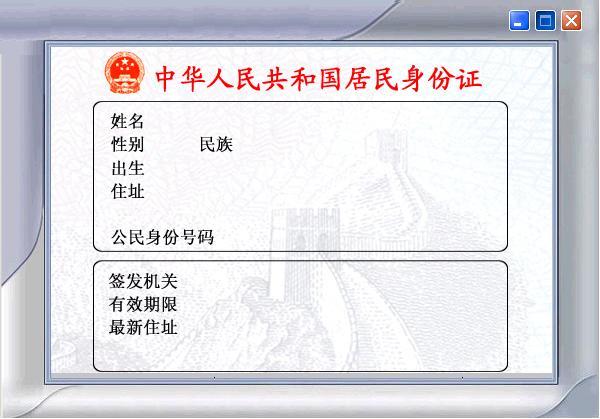 中华人民共和国居民身份证
姓名
性别 民族
出生
住址
公民身份号码
签发机关
有效期限
最新住址